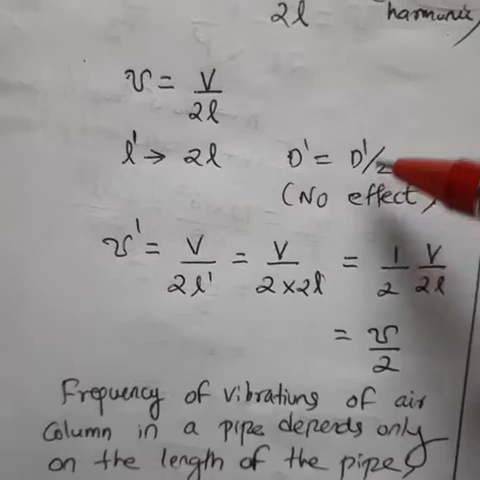 2l harmonic)
υ = V/2l
l' → 2l D' = D'/2
(No effect)
υ' = V/2l' = V/2×2l = 1/2 V/2l
= υ/2
Frequency of vibrations of air
column in a pipe depends only
on the length of the pipe